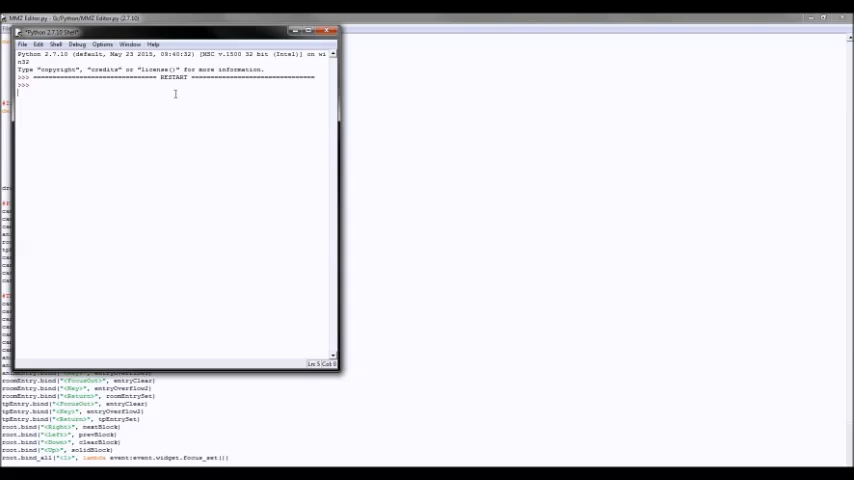 MMZ Editor.py - G:/Python/MMZ Editor.py (2.7.10)
*Python 2.7.10 Shell*
File Edit Shell Debug Options Window Help
Python 2.7.10 (default, May 23 2015, 09:40:32) [MSC v.1500 32 bit (Intel)] on wi
n32
Type "copyright", "credits" or "license()" for more information.
>>> ================================ RESTART ================================
>>>
Ln: 5 Col: 0
roomEntry.bind("<FocusOut>", entryClear)
roomEntry.bind("<Key>", entryOverflow2)
roomEntry.bind("<Return>", roomEntrySet)
tpEntry.bind("<FocusOut>", entryClear)
tpEntry.bind("<Key>", entryOverflow2)
tpEntry.bind("<Return>", tpEntrySet)
root.bind("<Right>", nextBlock)
root.bind("<Left>", prevBlock)
root.bind("<Down>", clearBlock)
root.bind("<Up>", solidBlock)
root.bind_all("<1>", lambda event:event.widget.focus_set())